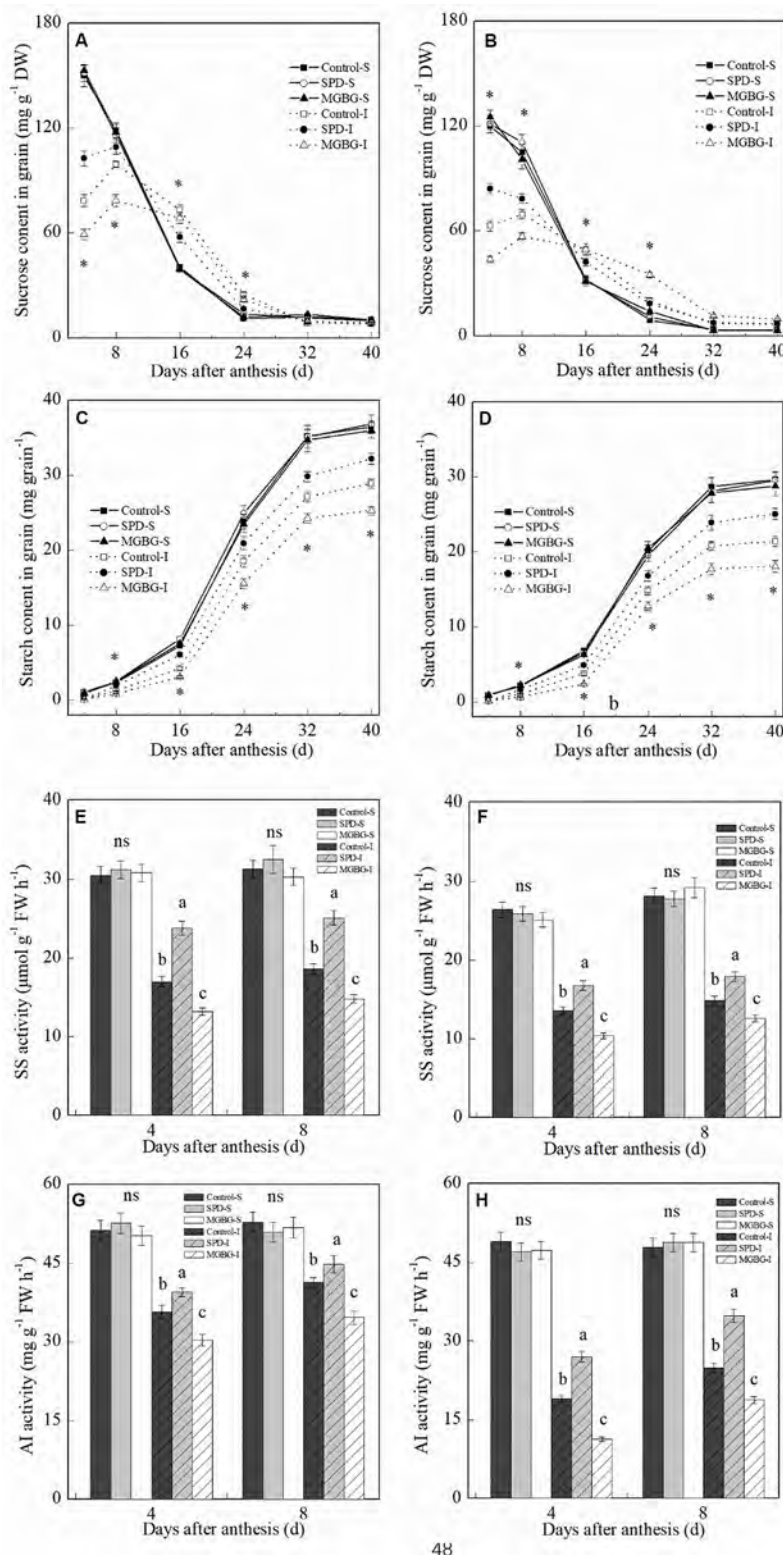 A
180
120
60
0
Sucrose conent in grain (mg g⁻¹ DW)
Control-S
SPD-S
MGBG-S
Control-I
SPD-I
MGBG-I
*
*
*
*
8 16 24 32 40
Days after anthesis (d)
B
180
120
60
0
Sucrose conent in grain (mg g⁻¹ DW)
Control-S
SPD-S
MGBG-S
Control-I
SPD-I
MGBG-I
*
*
*
*
8 16 24 32 40
Days after anthesis (d)
C
40
30
20
10
0
Starch conent in grain (mg grain⁻¹)
Control-S
SPD-S
MGBG-S
Control-I
SPD-I
MGBG-I
*
*
*
*
*
8 16 24 32 40
Days after anthesis (d)
D
40
30
20
10
0
Starch conent in grain (mg grain⁻¹)
Control-S
SPD-S
MGBG-S
Control-I
SPD-I
MGBG-I
*
*
*
*
*
b
8 16 24 32 40
Days after anthesis (d)
E
40
30
20
10
0
SS activity (μmol g⁻¹ FW h⁻¹)
Control-S
SPD-S
MGBG-S
Control-I
SPD-I
MGBG-I
ns
b
a
c
ns
b
a
c
4 8
Days after anthesis (d)
F
40
30
20
10
0
SS activity (μmol g⁻¹ FW h⁻¹)
Control-S
SPD-S
MGBG-S
Control-I
SPD-I
MGBG-I
ns
b
a
c
ns
b
a
c
4 8
Days after anthesis (d)
G
60
45
30
15
0
AI activity (mg g⁻¹ FW h⁻¹)
Control-S
SPD-S
MGBG-S
Control-I
SPD-I
MGBG-I
ns
b
a
c
ns
b
a
c
4 8
Days after anthesis (d)
H
60
45
30
15
0
AI activity (mg g⁻¹ FW h⁻¹)
Control-S
SPD-S
MGBG-S
Control-I
SPD-I
MGBG-I
ns
b
a
c
ns
b
a
c
4 8
Days after anthesis (d)
48